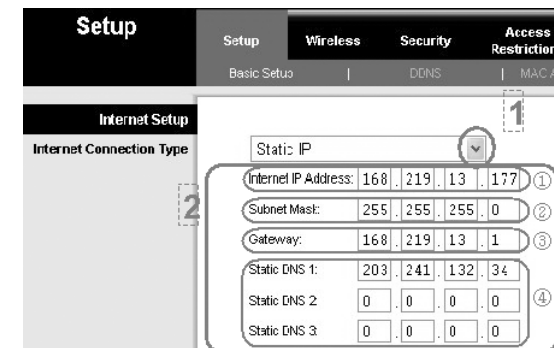 Setup
Setup Wireless Security Access Restriction
Basic Setup | DDNS | MAC A
1
Internet Setup
Internet Connection Type Static IP
2
Internet IP Address: 168 . 219 . 13 . 177 ①
Subnet Mask: 255 . 255 . 255 . 0 ②
Gateway: 168 . 219 . 13 . 1 ③
Static DNS 1: 203 . 241 . 132 . 34
Static DNS 2: 0 . 0 . 0 . 0 ④
Static DNS 3: 0 . 0 . 0 . 0